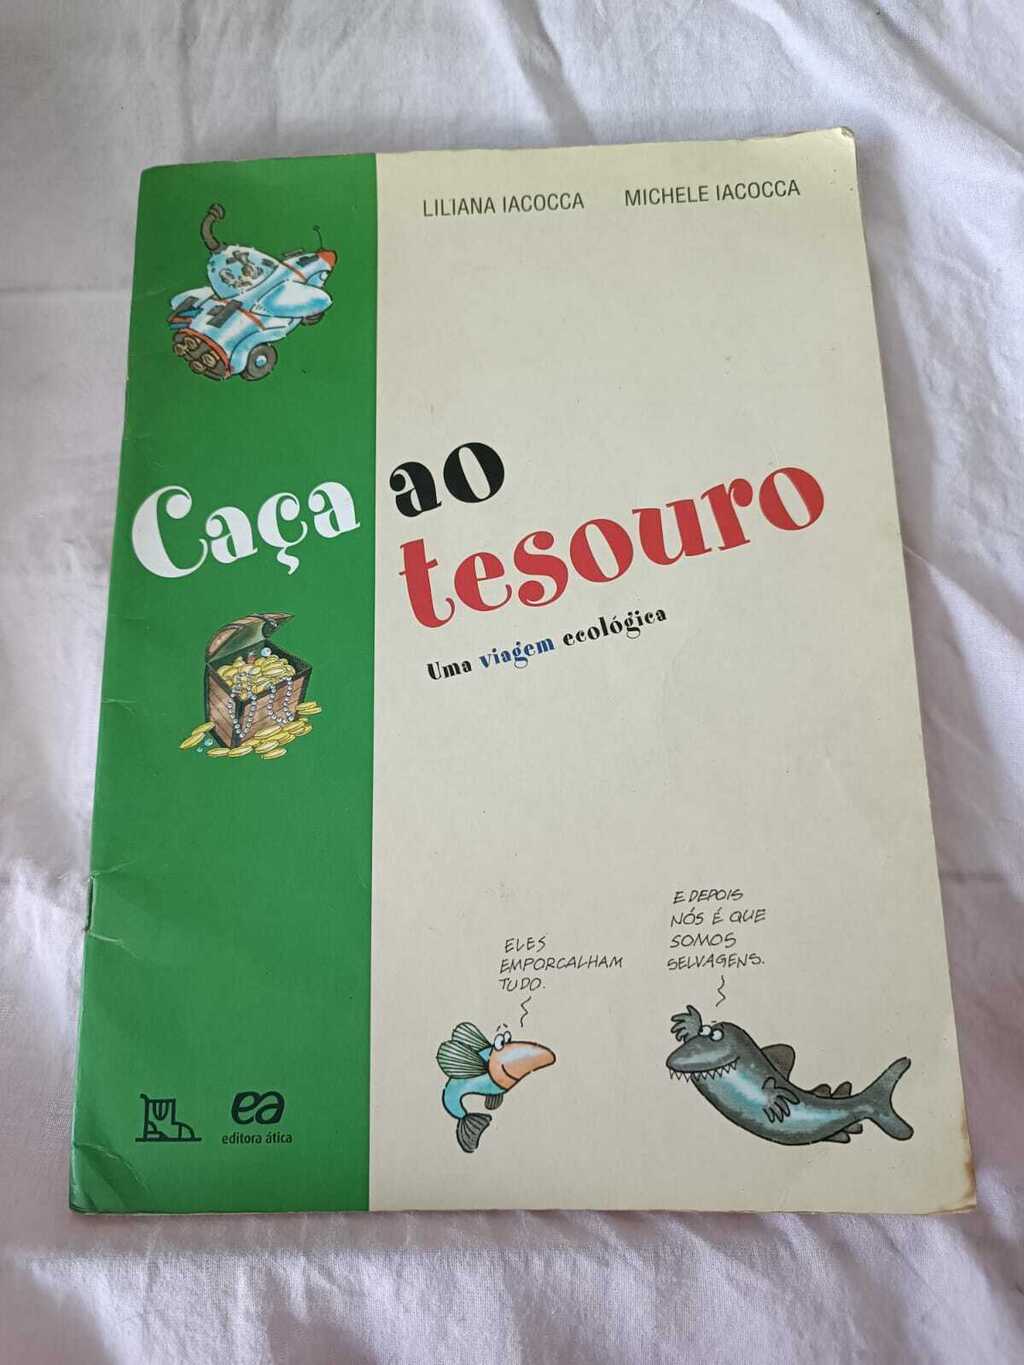 LILIANA IACOCCA MICHELE IACOCCA
Caça ao
tesouro
Uma viagem ecológica
ELES
EMPORCALHAM
TUDO.
E DEPOIS
NÓS É QUE
SOMOS
SELVAGENS.
ea
editora ática